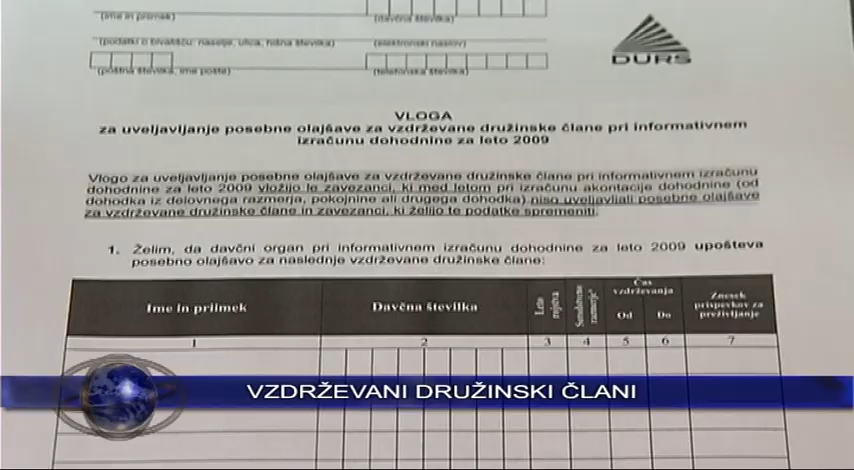 (ime in priimek) (davčna številka)
(podatki o bivališču: naselje, ulica, hišna številka) (elektronski naslov)
(poštna številka, ime pošte) (telefonska številka)
DURS
VLOGA
za uveljavljanje posebne olajšave za vzdrževane družinske člane pri informativnem
izračunu dohodnine za leto 2009
Vlogo za uveljavljanje posebne olajšave za vzdrževane družinske člane pri informativnem izračunu
dohodnine za leto 2009 vložijo le zavezanci, ki med letom pri izračunu akontacije dohodnine (od
dohodka iz delovnega razmerja, pokojnine ali drugega dohodka) niso uveljavljali posebne olajšave
za vzdrževane družinske člane in zavezanci, ki želijo te podatke spremeniti.
1. Želim, da davčni organ pri informativnem izračunu dohodnine za leto 2009 upošteva
posebno olajšavo za naslednje vzdrževane družinske člane:
Ime in priimek Davčna številka Leto rojstva Sorodstveno razmerje Čas vzdrževanja Od Do Znesek prispevkov za preživljanje
1 2 3 4 5 6 7
VZDRŽEVANI DRUŽINSKI ČLANI